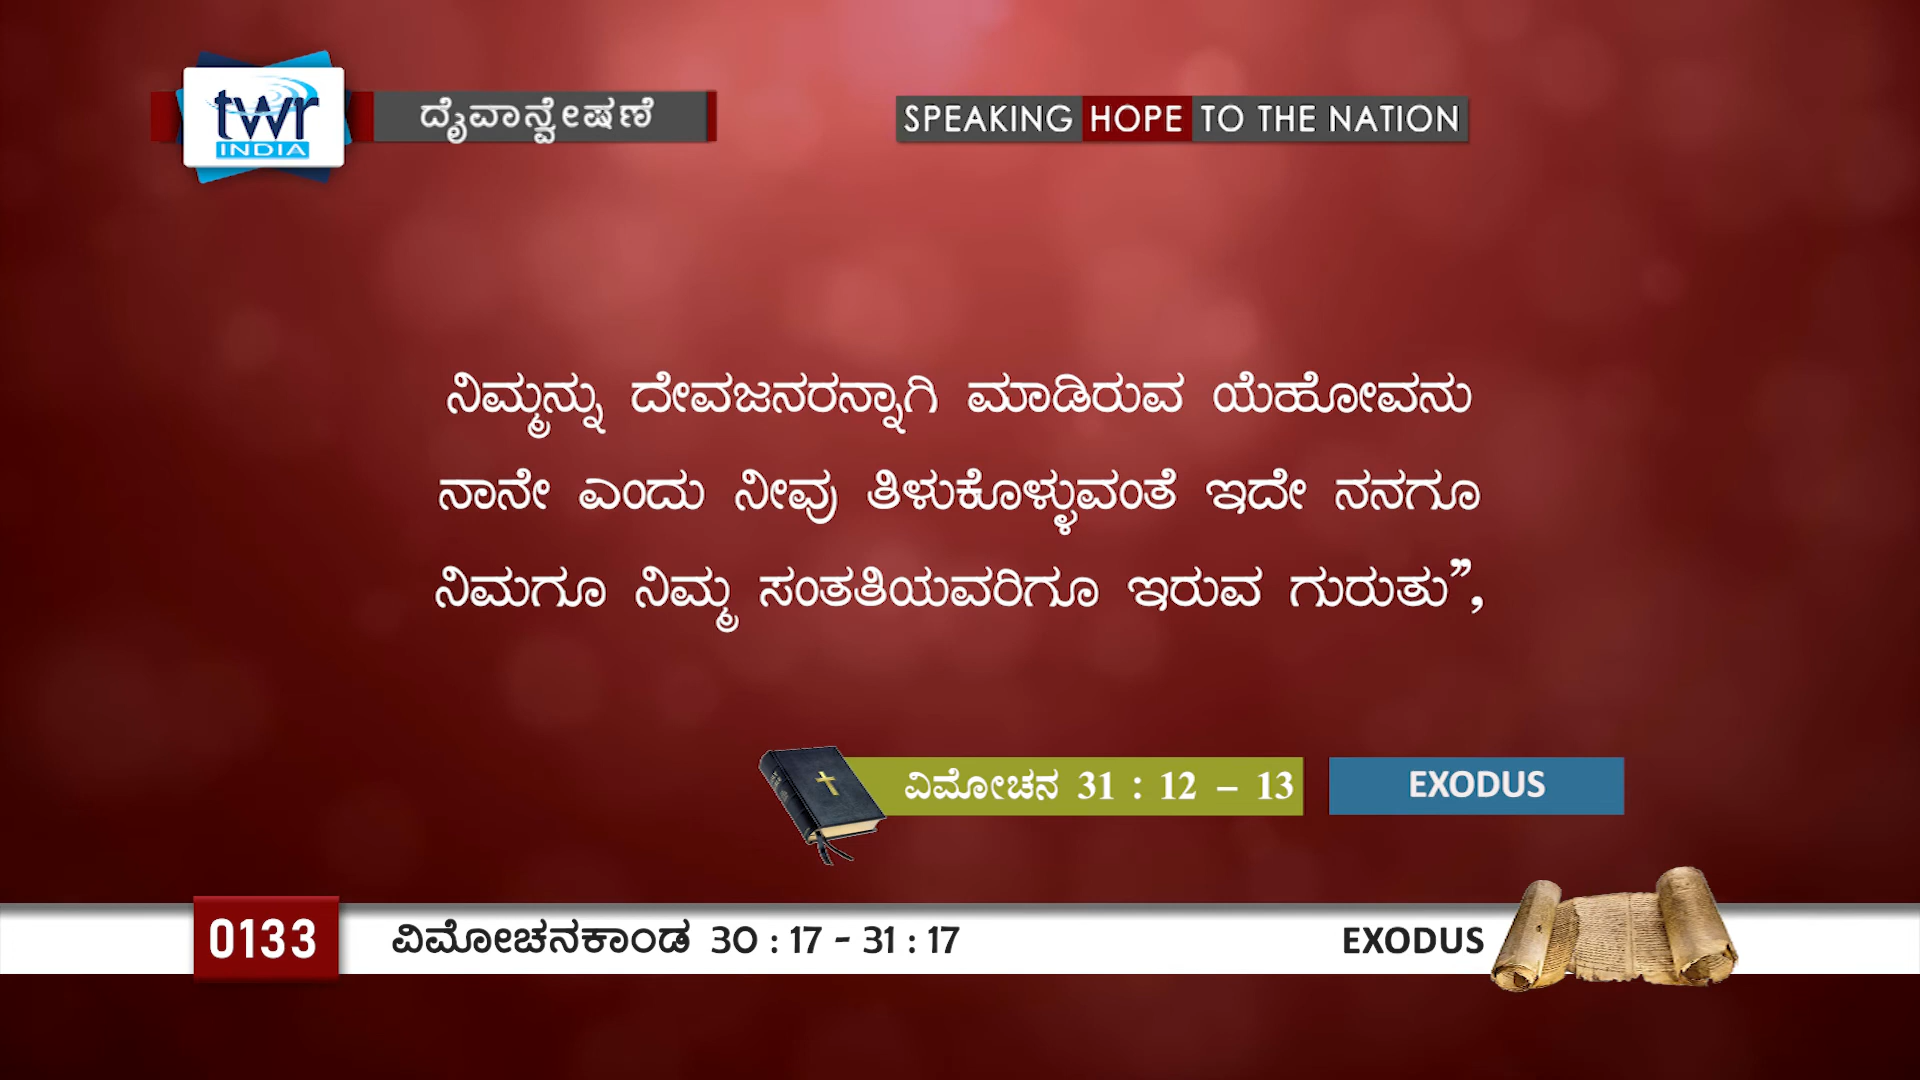 twr
INDIA
ದೈವಾನ್ವೇಷಣೆ
SPEAKING HOPE TO THE NATION
ನಿಮ್ಮನ್ನು ದೇವಜನರನ್ನಾಗಿ ಮಾಡಿರುವ ಯೆಹೋವನು
ನಾನೇ ಎಂದು ನೀವು ತಿಳುಕೊಳ್ಳುವಂತೆ ಇದೇ ನನಗೂ
ನಿಮಗೂ ನಿಮ್ಮ ಸಂತತಿಯವರಿಗೂ ಇರುವ ಗುರುತು”,
ವಿಮೋಚನ 31 : 12 – 13
EXODUS
0133
ವಿಮೋಚನಕಾಂಡ 30 : 17 - 31 : 17
EXODUS